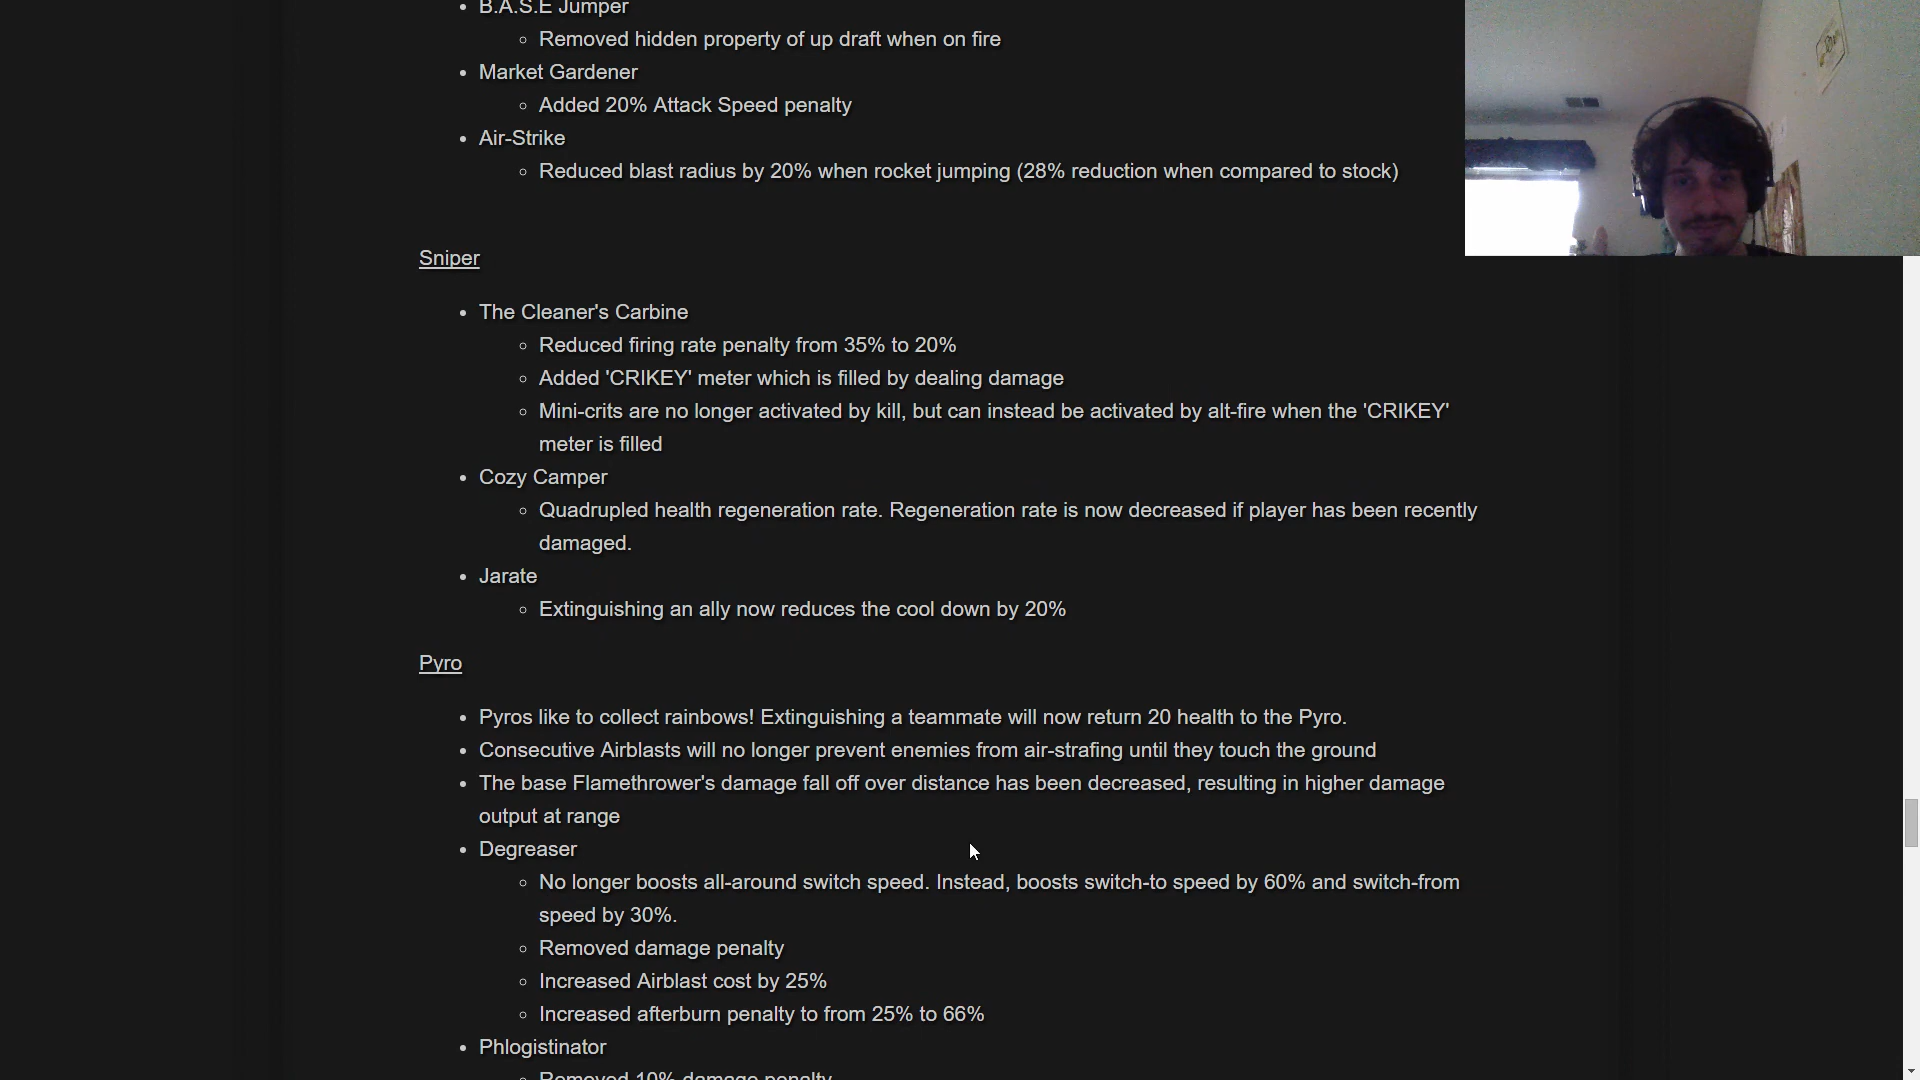 B.A.S.E Jumper
Removed hidden property of up draft when on fire
Market Gardener
Added 20% Attack Speed penalty
Air-Strike
Reduced blast radius by 20% when rocket jumping (28% reduction when compared to stock)
Sniper
The Cleaner's Carbine
Reduced firing rate penalty from 35% to 20%
Added 'CRIKEY' meter which is filled by dealing damage
Mini-crits are no longer activated by kill, but can instead be activated by alt-fire when the 'CRIKEY'
meter is filled
Cozy Camper
Quadrupled health regeneration rate. Regeneration rate is now decreased if player has been recently
damaged.
Jarate
Extinguishing an ally now reduces the cool down by 20%
Pyro
Pyros like to collect rainbows! Extinguishing a teammate will now return 20 health to the Pyro.
Consecutive Airblasts will no longer prevent enemies from air-strafing until they touch the ground
The base Flamethrower's damage fall off over distance has been decreased, resulting in higher damage
output at range
Degreaser
No longer boosts all-around switch speed. Instead, boosts switch-to speed by 60% and switch-from
speed by 30%.
Removed damage penalty
Increased Airblast cost by 25%
Increased afterburn penalty to from 25% to 66%
Phlogistinator
Removed 10% damage penalty